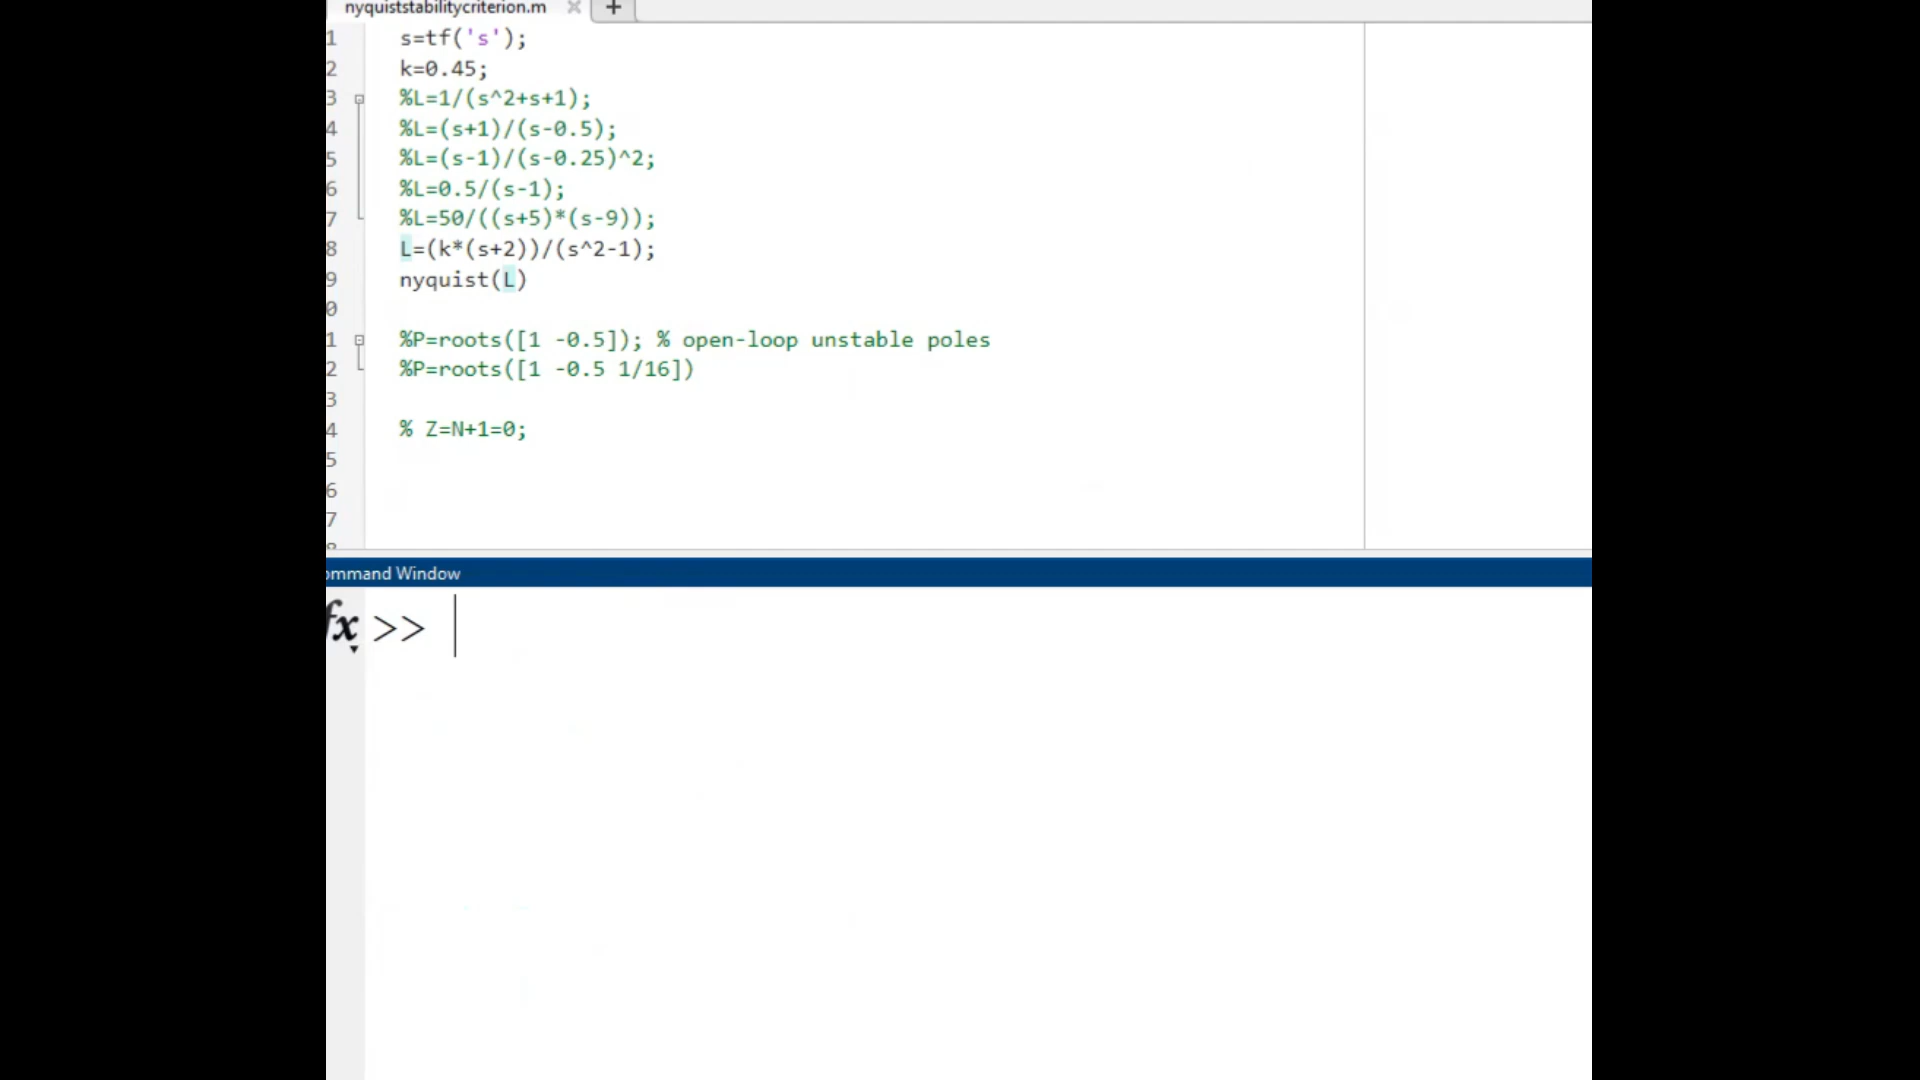 nyquiststabilitycriterion.m
1 s=tf('s');
2 k=0.45;
3 %L=1/(s^2+s+1);
4 %L=(s+1)/(s-0.5);
5 %L=(s-1)/(s-0.25)^2;
6 %L=0.5/(s-1);
7 %L=50/((s+5)*(s-9));
8 L=(k*(s+2))/(s^2-1);
9 nyquist(L)
0
1 %P=roots([1 -0.5]); % open-loop unstable poles
2 %P=roots([1 -0.5 1/16])
3
4 % Z=N+1=0;
5
6
7
8
ommand Window
fx >>